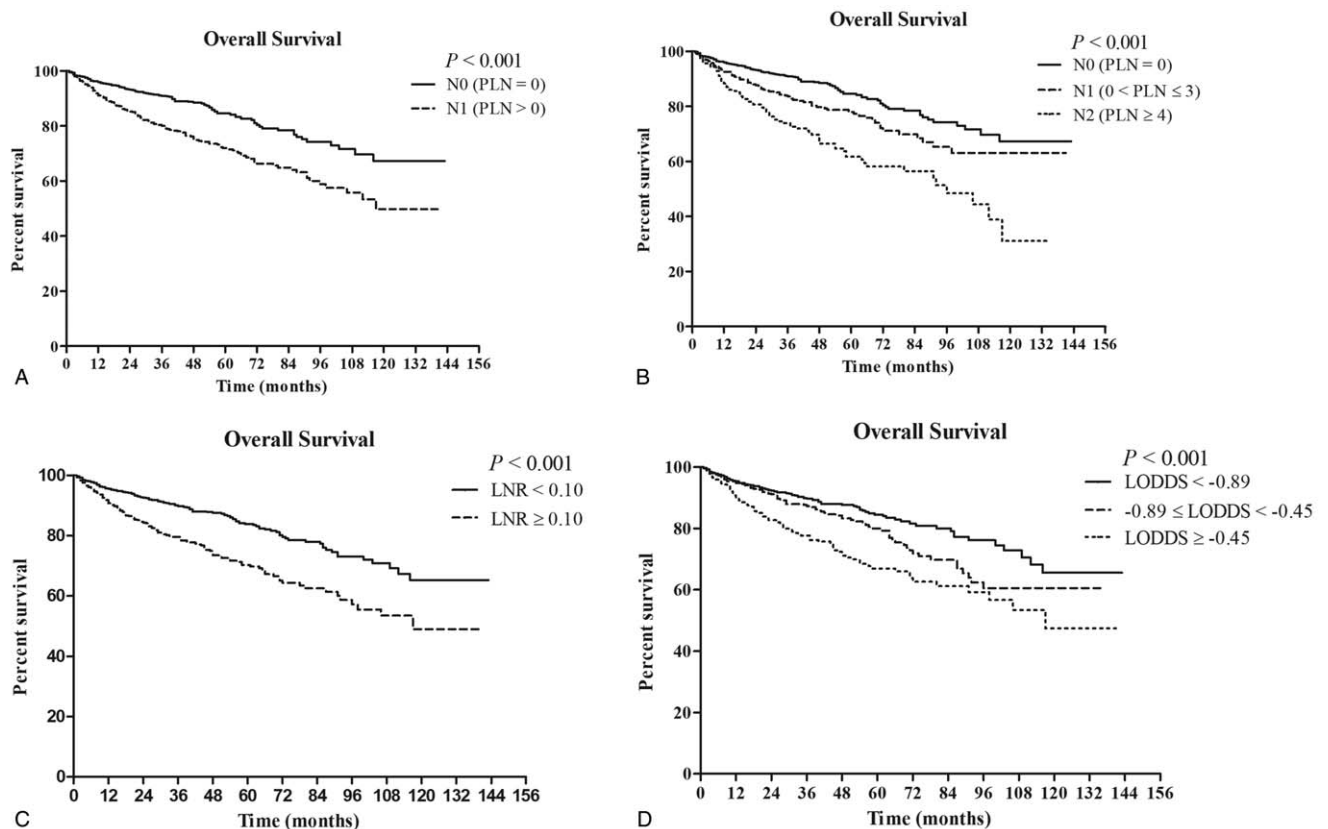 Overall Survival
P < 0.001
N0 (PLN = 0)
N1 (PLN > 0)
Percent survival
100
80
60
40
20
0
0 12 24 36 48 60 72 84 96 108 120 132 144 156
Time (months)
A
Overall Survival
P < 0.001
N0 (PLN = 0)
N1 (0 < PLN ≤ 3)
N2 (PLN ≥ 4)
Percent survival
100
80
60
40
20
0
0 12 24 36 48 60 72 84 96 108 120 132 144 156
Time (months)
B
Overall Survival
P < 0.001
LNR < 0.10
LNR ≥ 0.10
Percent survival
100
80
60
40
20
0
0 12 24 36 48 60 72 84 96 108 120 132 144 156
Time (months)
C
Overall Survival
P < 0.001
LODDS < -0.89
-0.89 ≤ LODDS < -0.45
LODDS ≥ -0.45
Percent survival
100
80
60
40
20
0
0 12 24 36 48 60 72 84 96 108 120 132 144 156
Time (months)
D